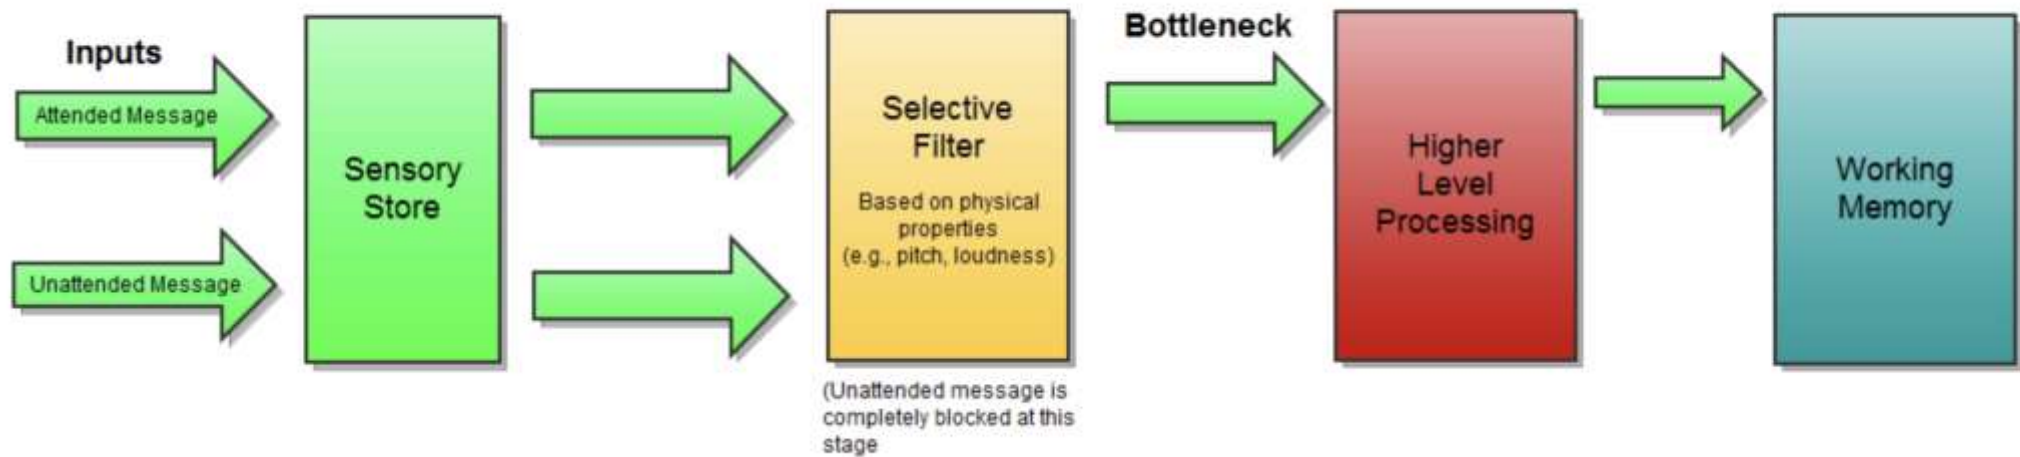 Inputs
Attended Message
Unattended Message
Sensory
Store
Selective
Filter
Based on physical
properties
(e.g., pitch, loudness)
(Unattended message is
completely blocked at this
stage
Bottleneck
Higher
Level
Processing
Working
Memory